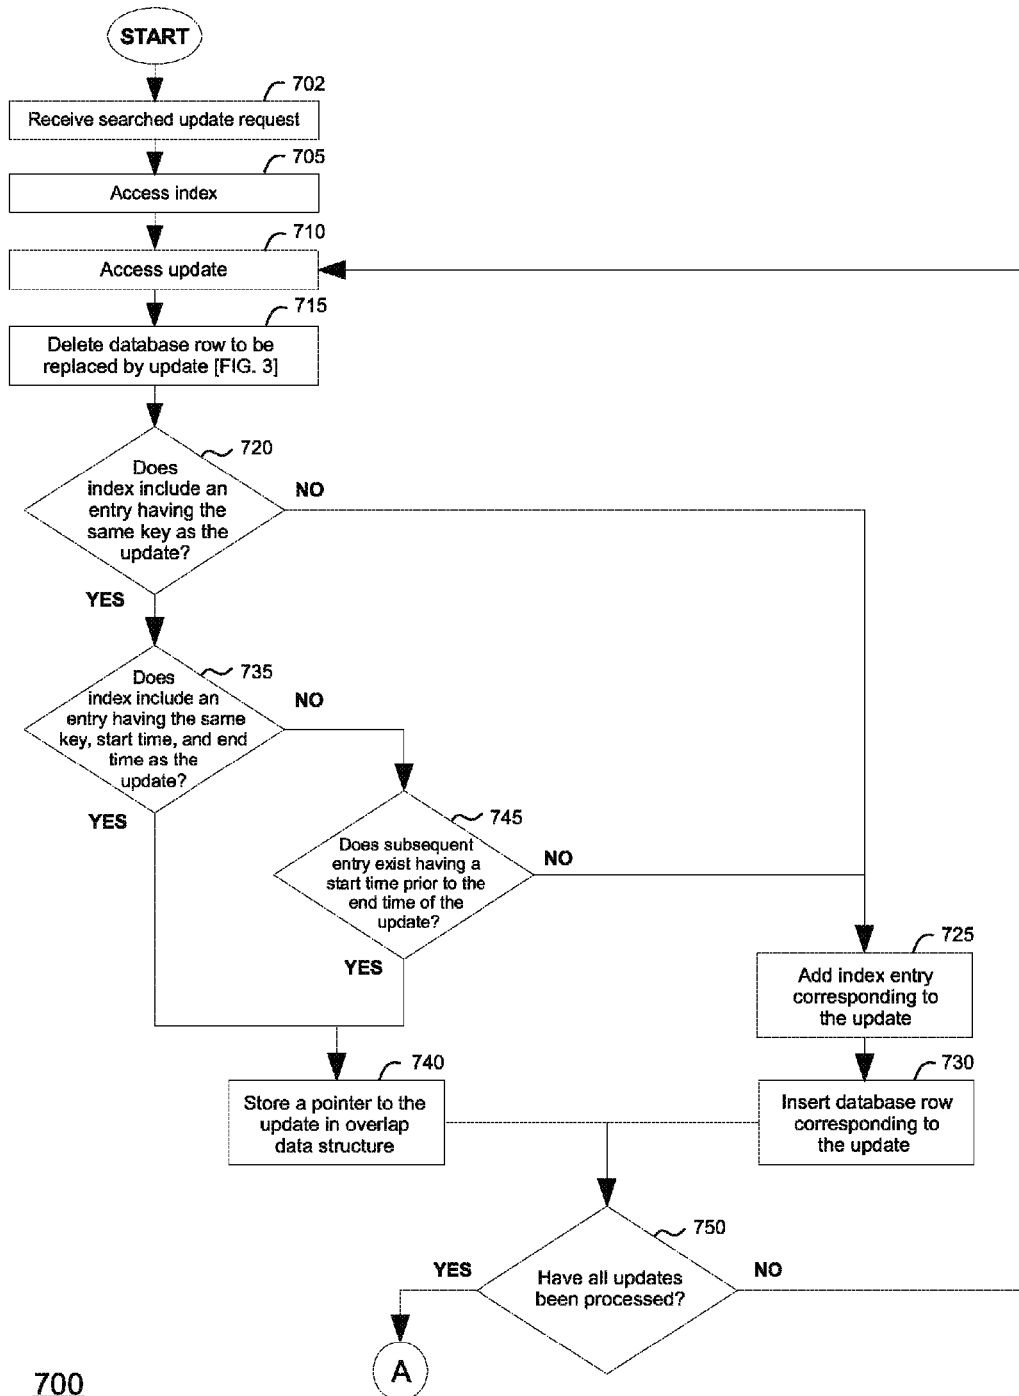 START
702
Receive searched update request
705
Access index
710
Access update
715
Delete database row to be
replaced by update [FIG. 3]
720
Does
index include an
entry having the
same key as the
update?
NO
YES
735
Does
index include an
entry having the same
key, start time, and end
time as the
update?
NO
YES
745
Does subsequent
entry exist having a
start time prior to the
end time of the
update?
NO
YES
725
Add index entry
corresponding to
the update
740
Store a pointer to the
update in overlap
data structure
730
Insert database row
corresponding to
the update
750
Have all updates
been processed?
YES
NO
A
700